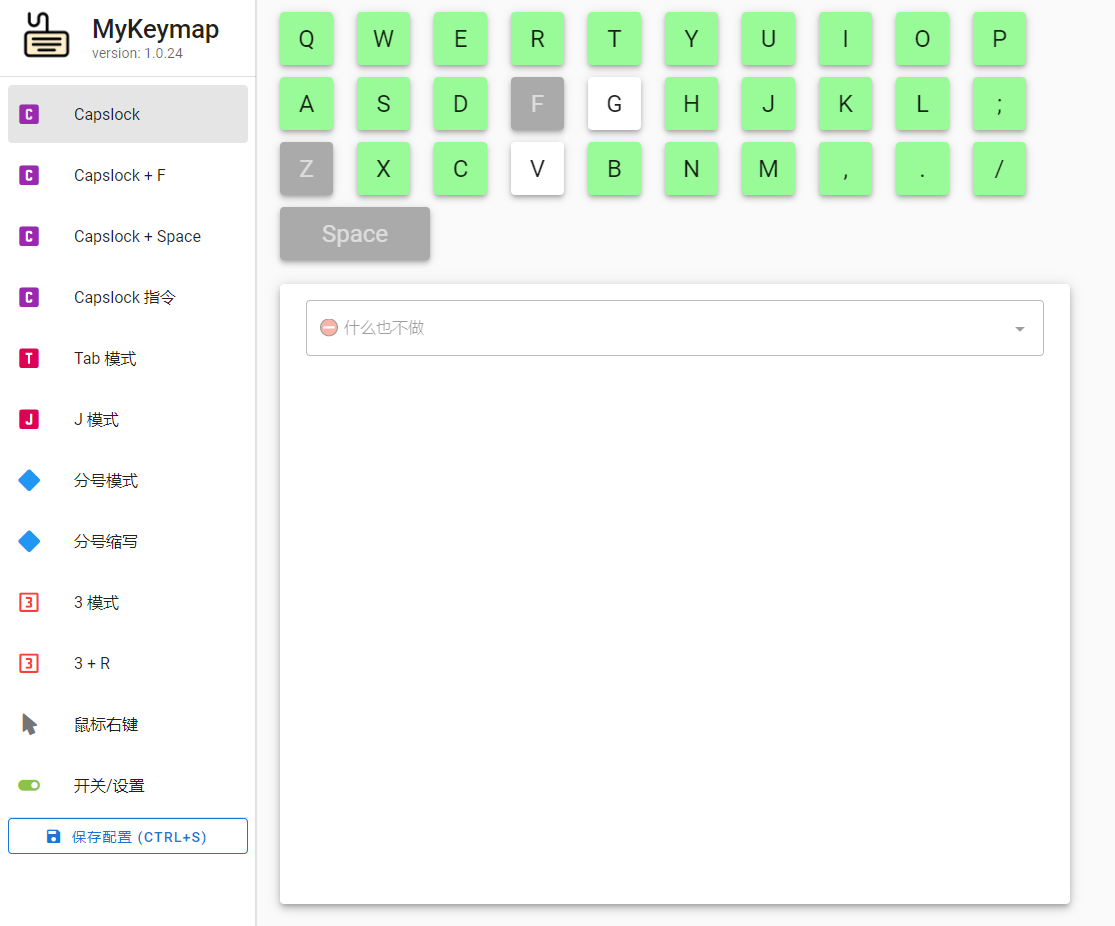 MyKeymap
version: 1.0.24
C Capslock
C Capslock + F
C Capslock + Space
C Capslock 指令
T Tab 模式
J J 模式
分号模式
分号缩写
3 3 模式
3 3 + R
鼠标右键
开关/设置
保存配置 (CTRL+S)
Q W E R T Y U I O P
A S D F G H J K L ;
Z X C V B N M , . /
Space
什么也不做